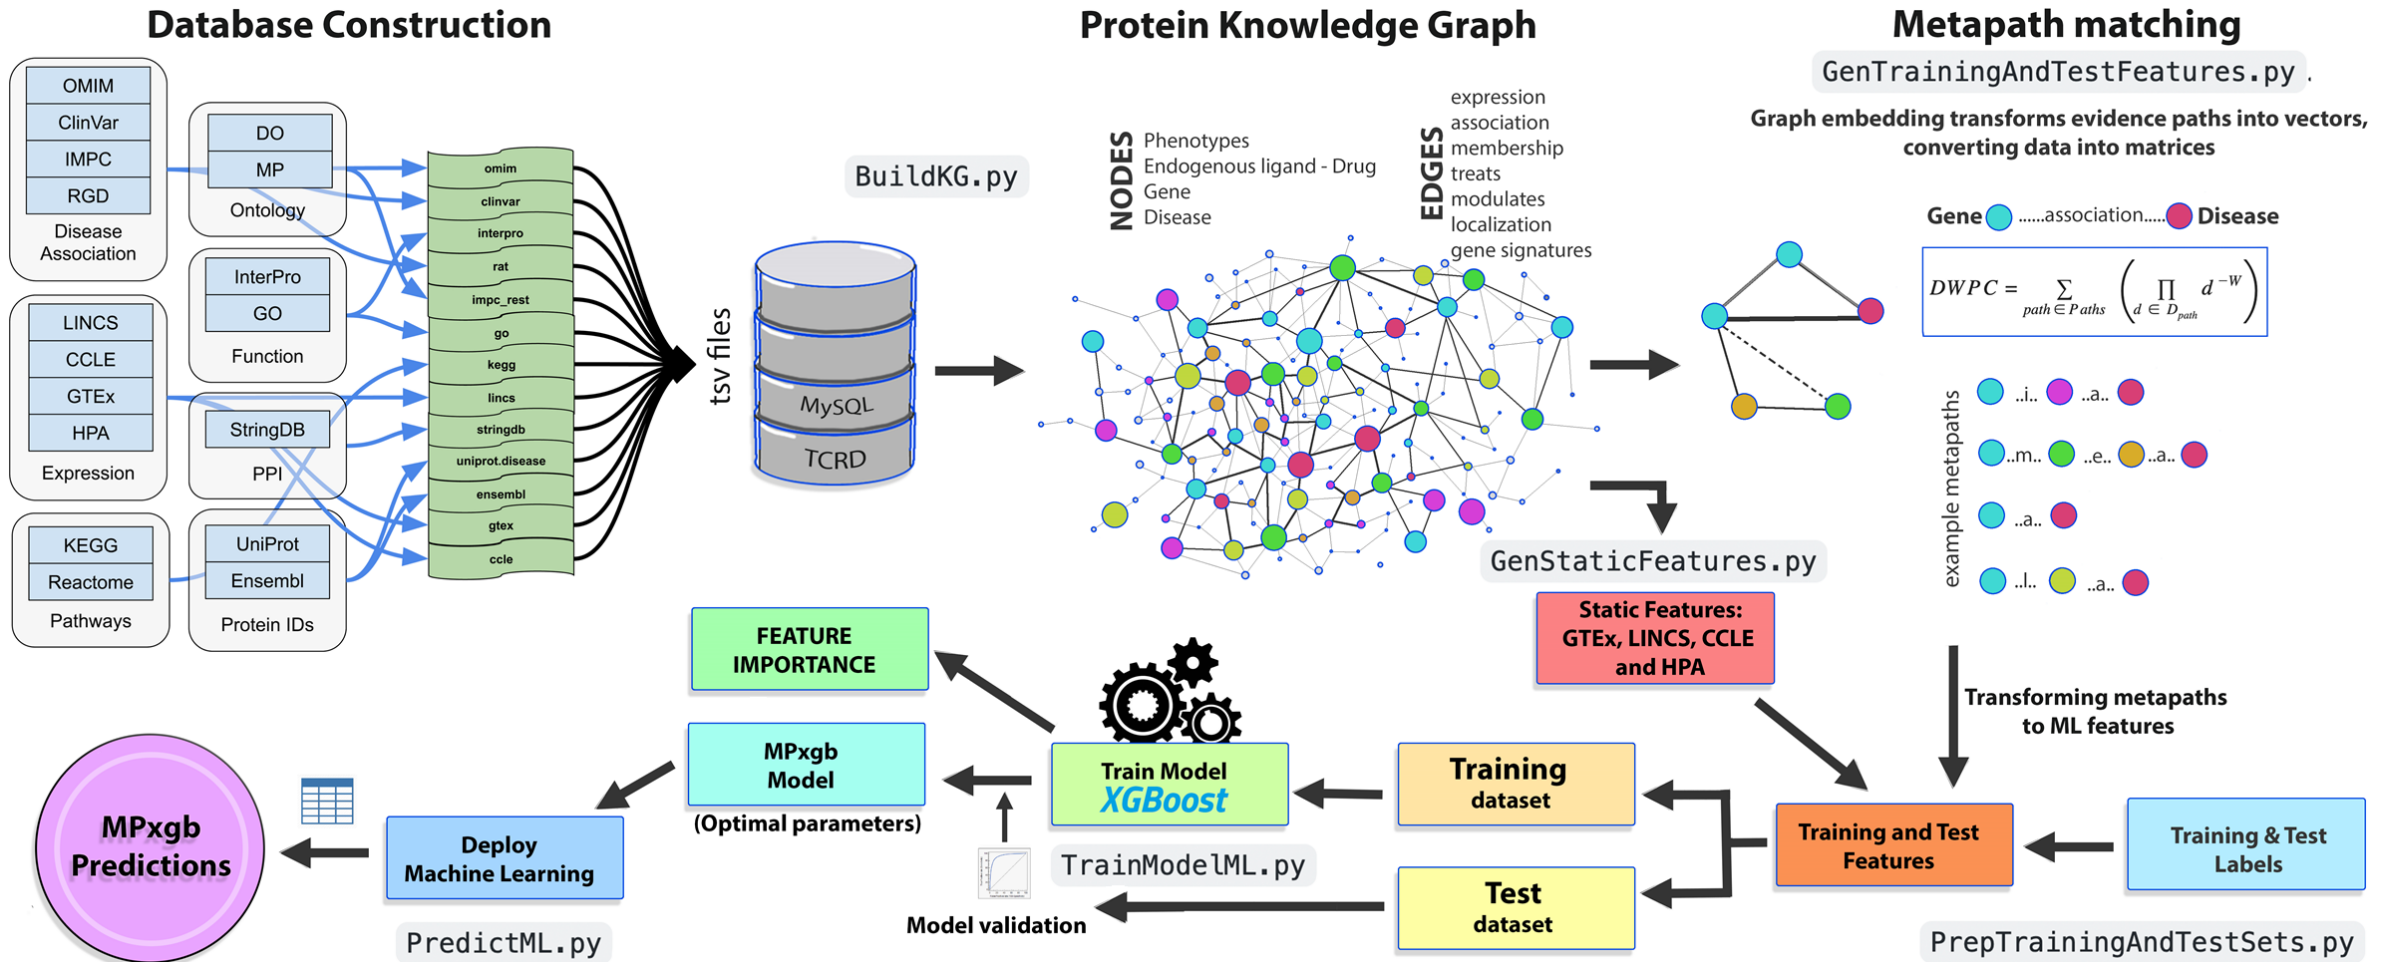 Database Construction
OMIM
ClinVar
IMPC
RGD
Disease
Association
DO
MP
Ontology
InterPro
GO
Function
LINCS
CCLE
GTEx
HPA
Expression
StringDB
PPI
KEGG
Reactome
Pathways
UniProt
Ensembl
Protein IDs
omim
clinvar
interpro
rat
impc_rest
go
kegg
lincs
stringdb
uniprot.disease
ensembl
gtex
ccle
tsv files
MySQL
TCRD
BuildKG.py
Protein Knowledge Graph
NODES
Phenotypes
Endogenous ligand - Drug
Gene
Disease
EDGES
expression
association
membership
treats
modulates
localization
gene signatures
Metapath matching
GenTrainingAndTestFeatures.py.
Graph embedding transforms evidence paths into vectors,
converting data into matrices
Gene ......association..... Disease
DWPC = ∑ path ∈ Paths ( ∏ d ∈ D_path d^-W )
example metapaths
..i.. ..a..
..m.. ..e.. ..a..
..a..
..l.. ..a..
GenStaticFeatures.py
Static Features:
GTEx, LINCS, CCLE
and HPA
Transforming metapaths
to ML features
Training & Test
Labels
PrepTrainingAndTestSets.py
Training and Test
Features
Training
dataset
Test
dataset
Train Model
XGBoost
TrainModelML.py
Model validation
FEATURE
IMPORTANCE
MPxgb
Model
(Optimal parameters)
Deploy
Machine Learning
PredictML.py
MPxgb
Predictions